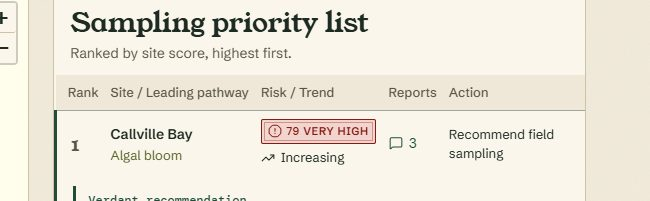 Sampling priority list
Ranked by site score, highest first.
Rank Site / Leading pathway Risk / Trend Reports Action
1 Callville Bay 79 VERY HIGH 3 Recommend field sampling
Algal bloom Increasing
Verdant recommendation